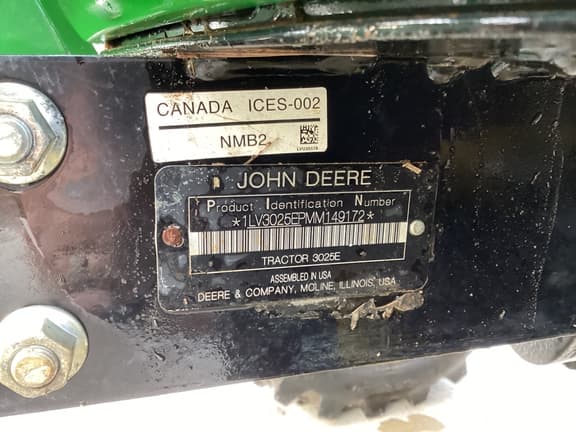 CANADA ICES-002
NMB2
JOHN DEERE
Product Identification Number
*1LV3025EPMM149172*
TRACTOR 3025E
ASSEMBLED IN USA
DEERE & COMPANY, MOLINE, ILLINOIS, USA